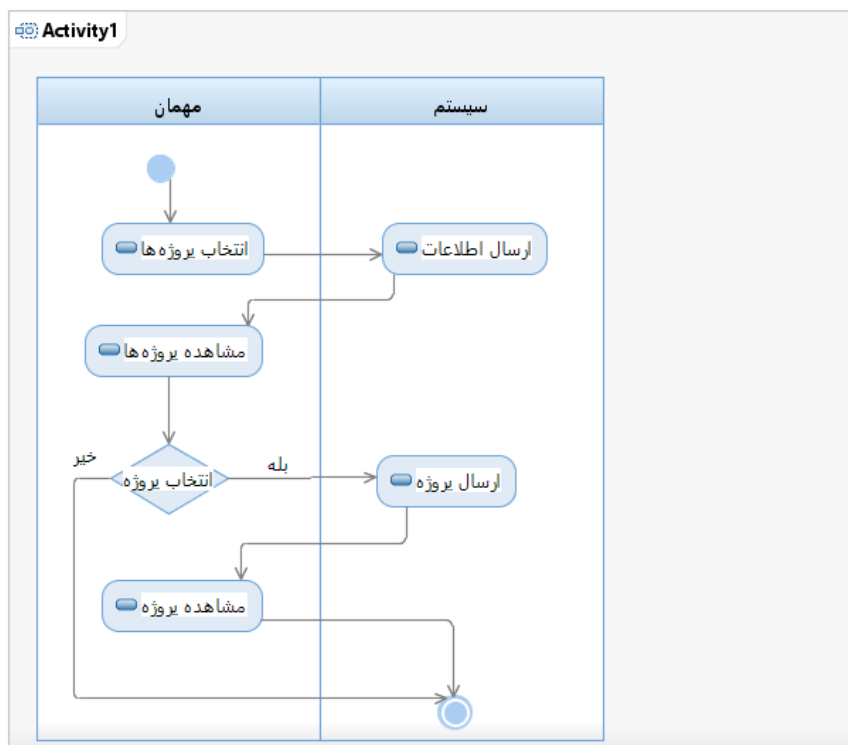 Activity1
مهمان
سیستم
انتخاب پروژه‌ها
ارسال اطلاعات
مشاهده پروژه‌ها
خیر
انتخاب پروژه
بله
ارسال پروژه
مشاهده پروژه